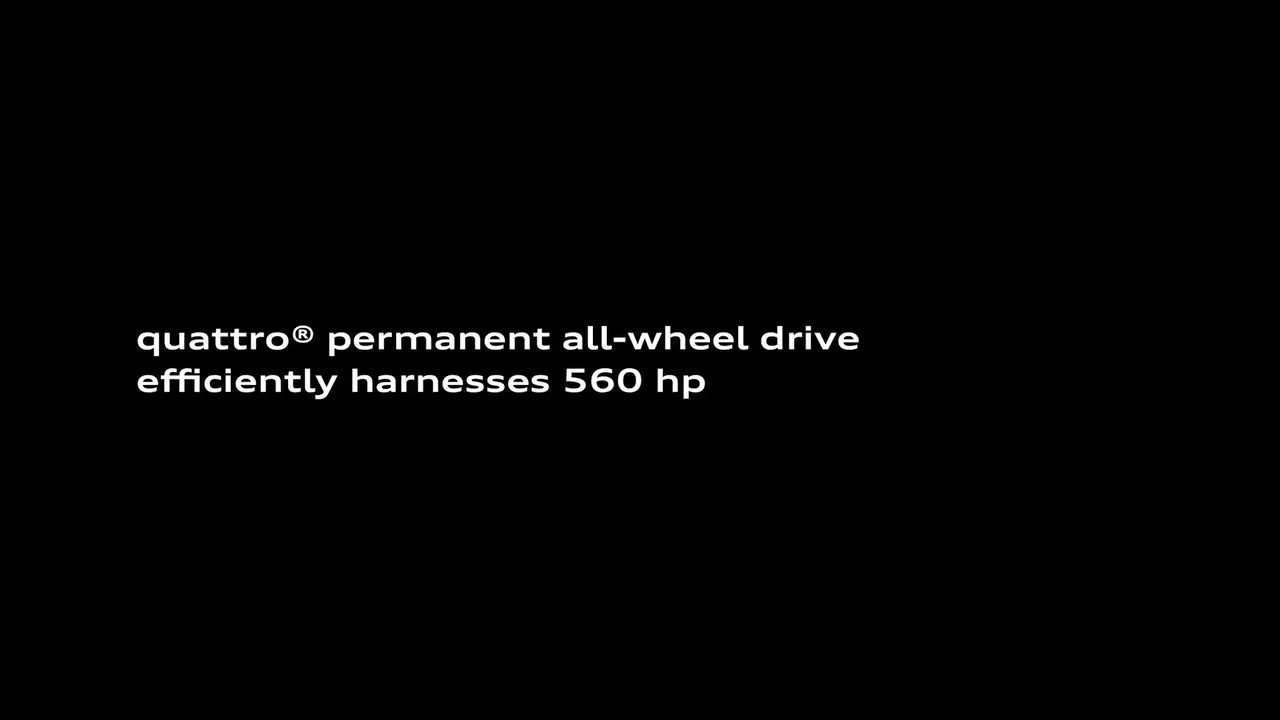 quattro® permanent all-wheel drive
efficiently harnesses 560 hp